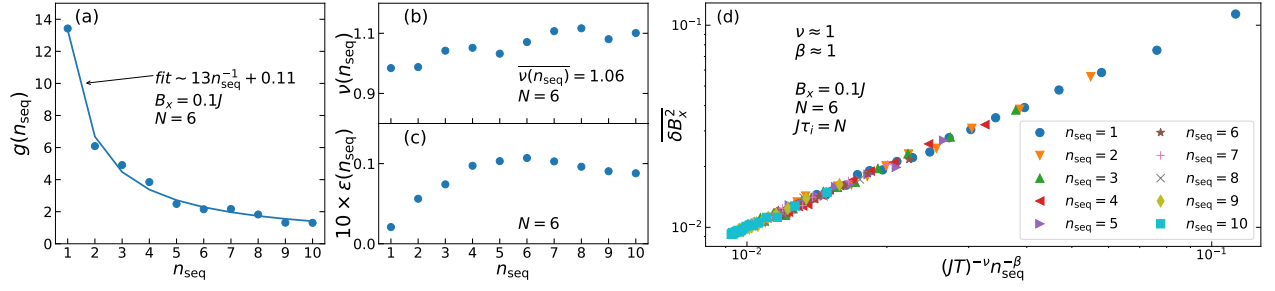 (a)
g(n_seq)
14
12
10
8
6
4
2
0
fit ~ 13n_seq^−1 + 0.11
B_x = 0.1J
N = 6
1 2 3 4 5 6 7 8 9 10
n_seq
(b)
ν(n_seq)
1.1
0.9
\overline{ν(n_seq)} = 1.06
N = 6
(c)
10 × ε(n_seq)
0.1
0.0
N = 6
1 2 3 4 5 6 7 8 9 10
n_seq
(d)
\overline{δB_x^2}
10^−1
10^−2
ν ≈ 1
β ≈ 1
B_x = 0.1J
N = 6
Jτ_i = N
n_seq = 1
n_seq = 2
n_seq = 3
n_seq = 4
n_seq = 5
n_seq = 6
n_seq = 7
n_seq = 8
n_seq = 9
n_seq = 10
10^−2 10^−1
(JT)^−ν n_seq^−β